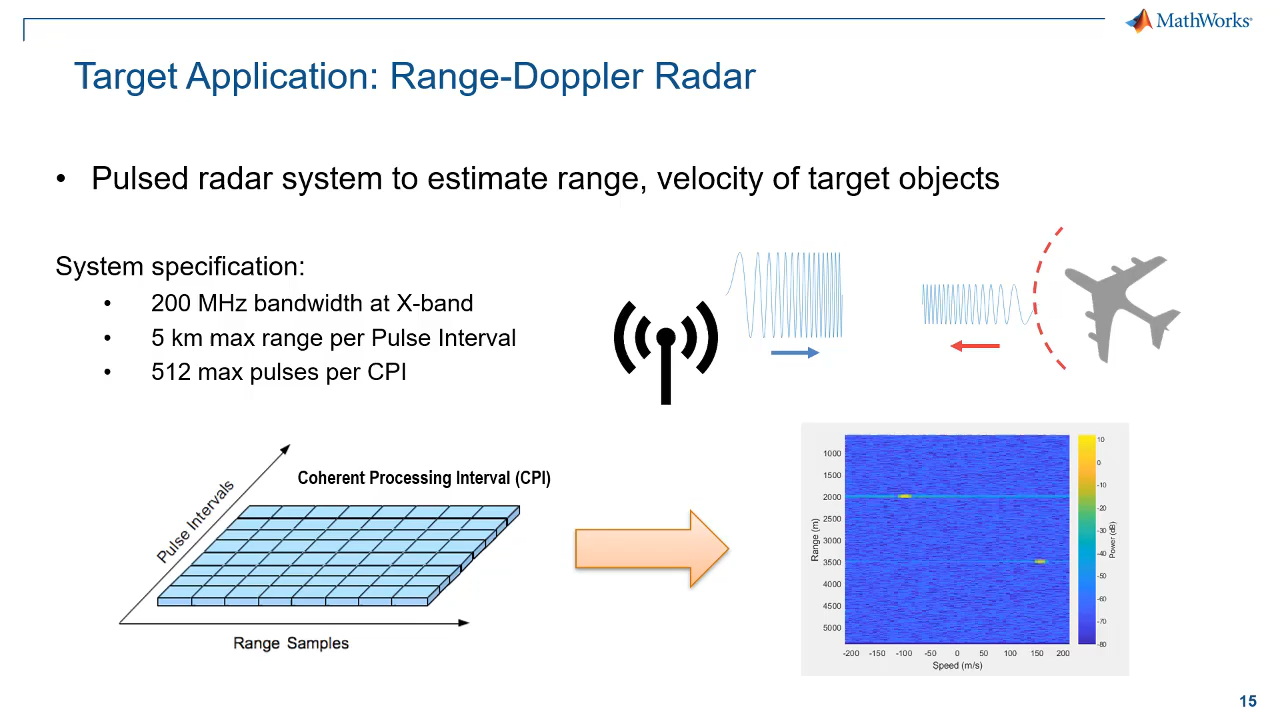 MathWorks®
Target Application: Range-Doppler Radar
• Pulsed radar system to estimate range, velocity of target objects
System specification:
• 200 MHz bandwidth at X-band
• 5 km max range per Pulse Interval
• 512 max pulses per CPI
Coherent Processing Interval (CPI)
Pulse Intervals
Range Samples
Range (m)
1000
1500
2000
2500
3000
3500
4000
4500
5000
-200 -150 -100 -50 0 50 100 150 200
Speed (m/s)
10
0
-10
-20
-30
-40
-50
-60
-70
-80
Power (dB)
15